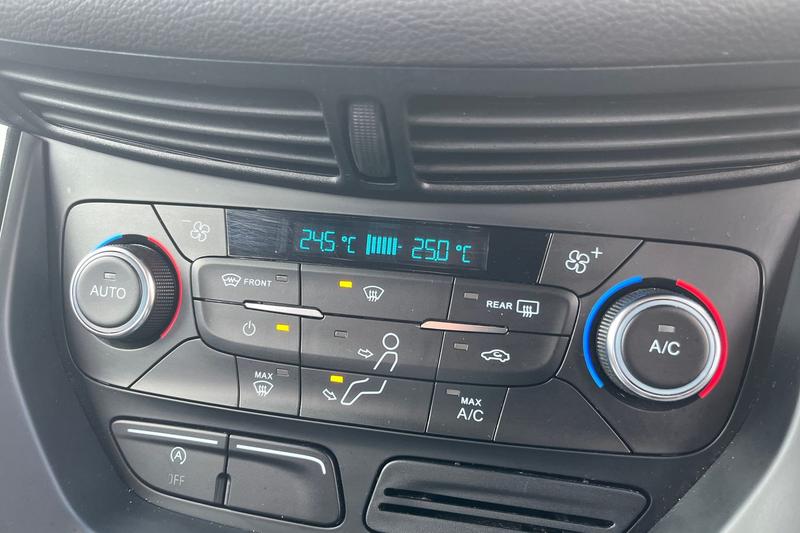 24.5 °C 25.0 °C
AUTO
FRONT
REAR
A/C
MAX
MAX
A/C
A
OFF